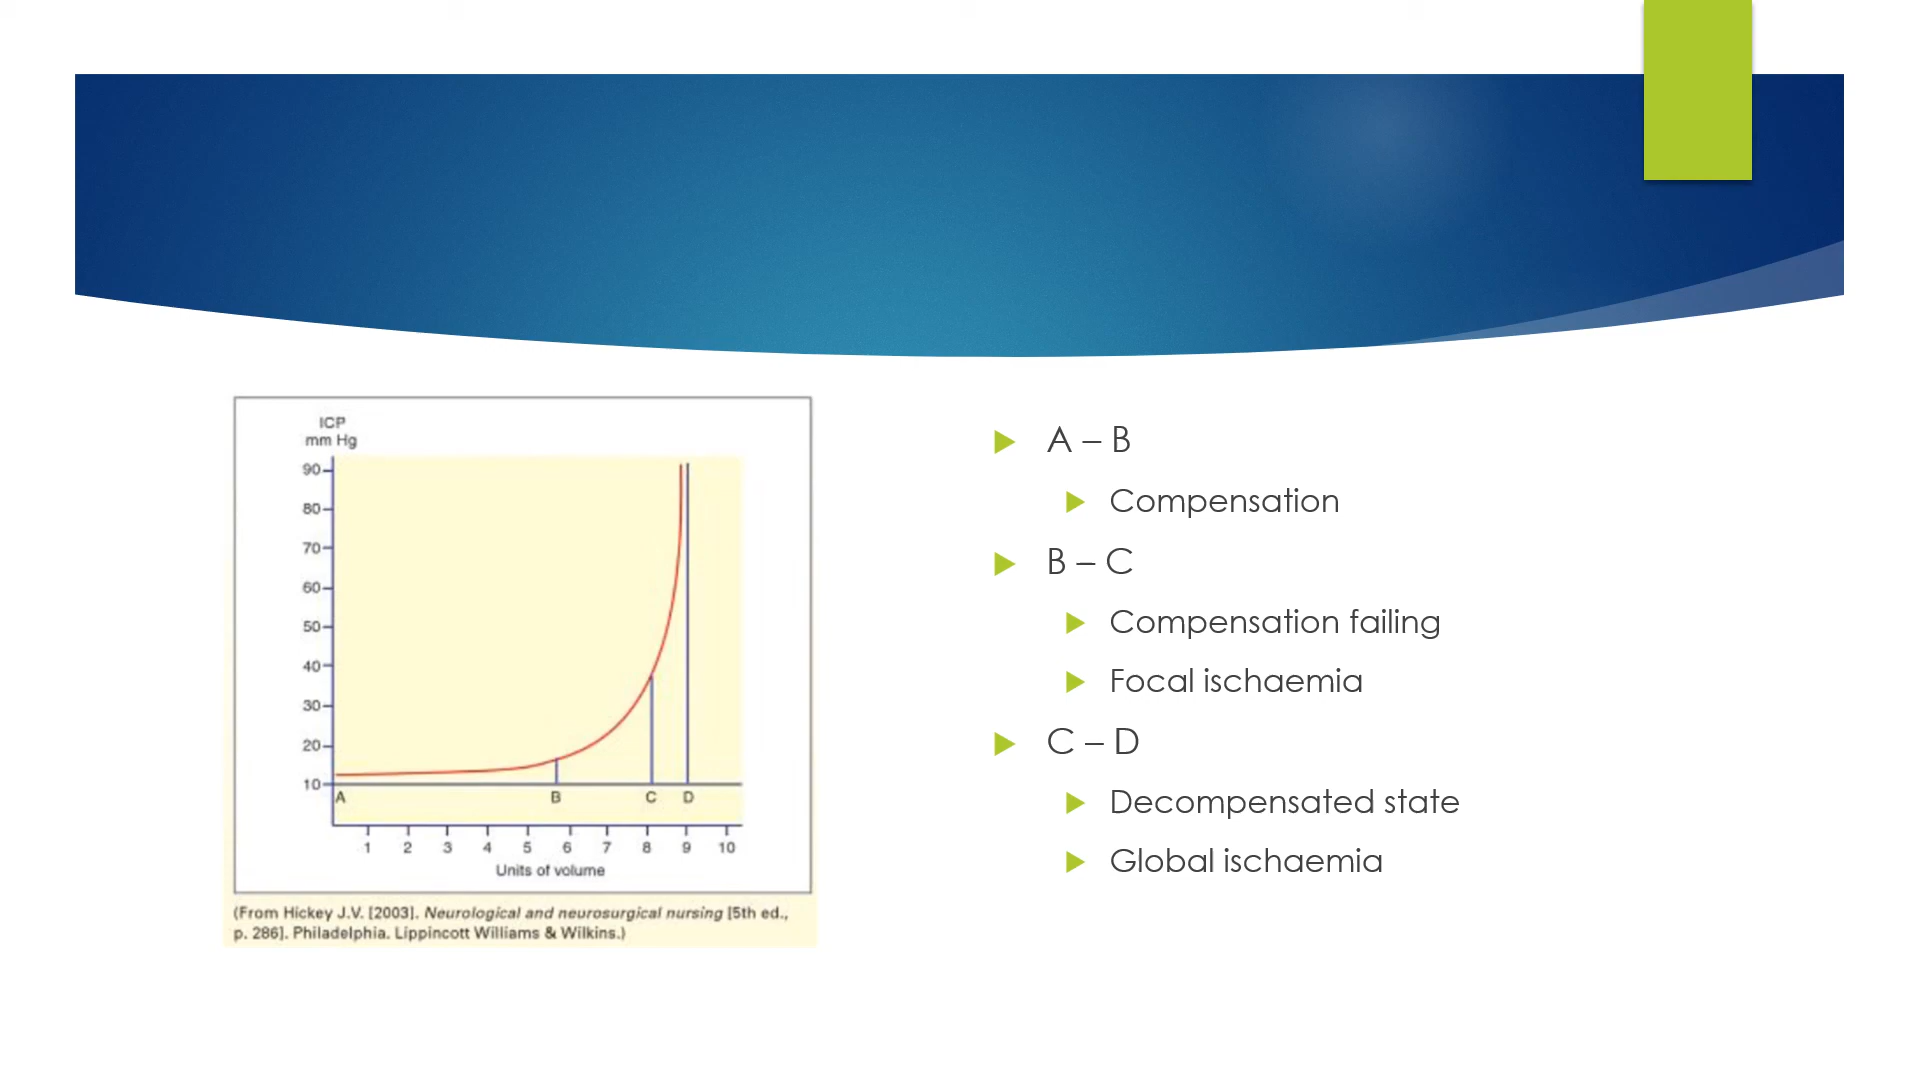 ICP
mm Hg
90
80
70
60
50
40
30
20
10
A B C D
1 2 3 4 5 6 7 8 9 10
Units of volume
(From Hickey J.V. [2003]. Neurological and neurosurgical nursing [5th ed.,
p. 286]. Philadelphia. Lippincott Williams & Wilkins.)
A – B
Compensation
B – C
Compensation failing
Focal ischaemia
C – D
Decompensated state
Global ischaemia